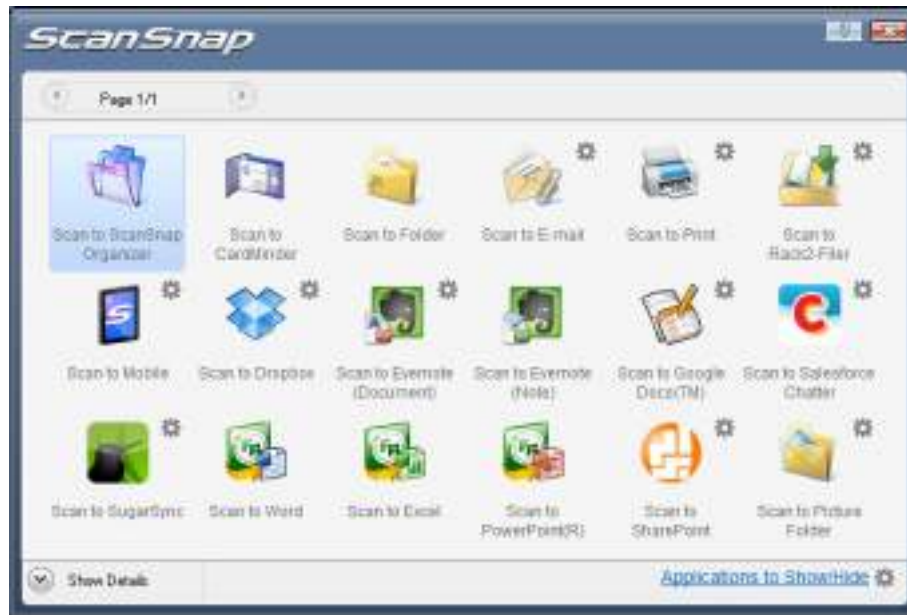 ScanSnap
Page 1/1
Scan to ScanSnap
Organizer
Scan to
CardMinder
Scan to Folder
Scan to E-mail
Scan to Print
Scan to
Rack2-Filer
Scan to Mobile
Scan to Dropbox
Scan to Evernote
(Document)
Scan to Evernote
(Note)
Scan to Google
Docs(TM)
Scan to Salesforce
Chatter
Scan to SugarSync
Scan to Word
Scan to Excel
Scan to
PowerPoint(R)
Scan to
SharePoint
Scan to Picture
Folder
Show Details
Applications to Show/Hide